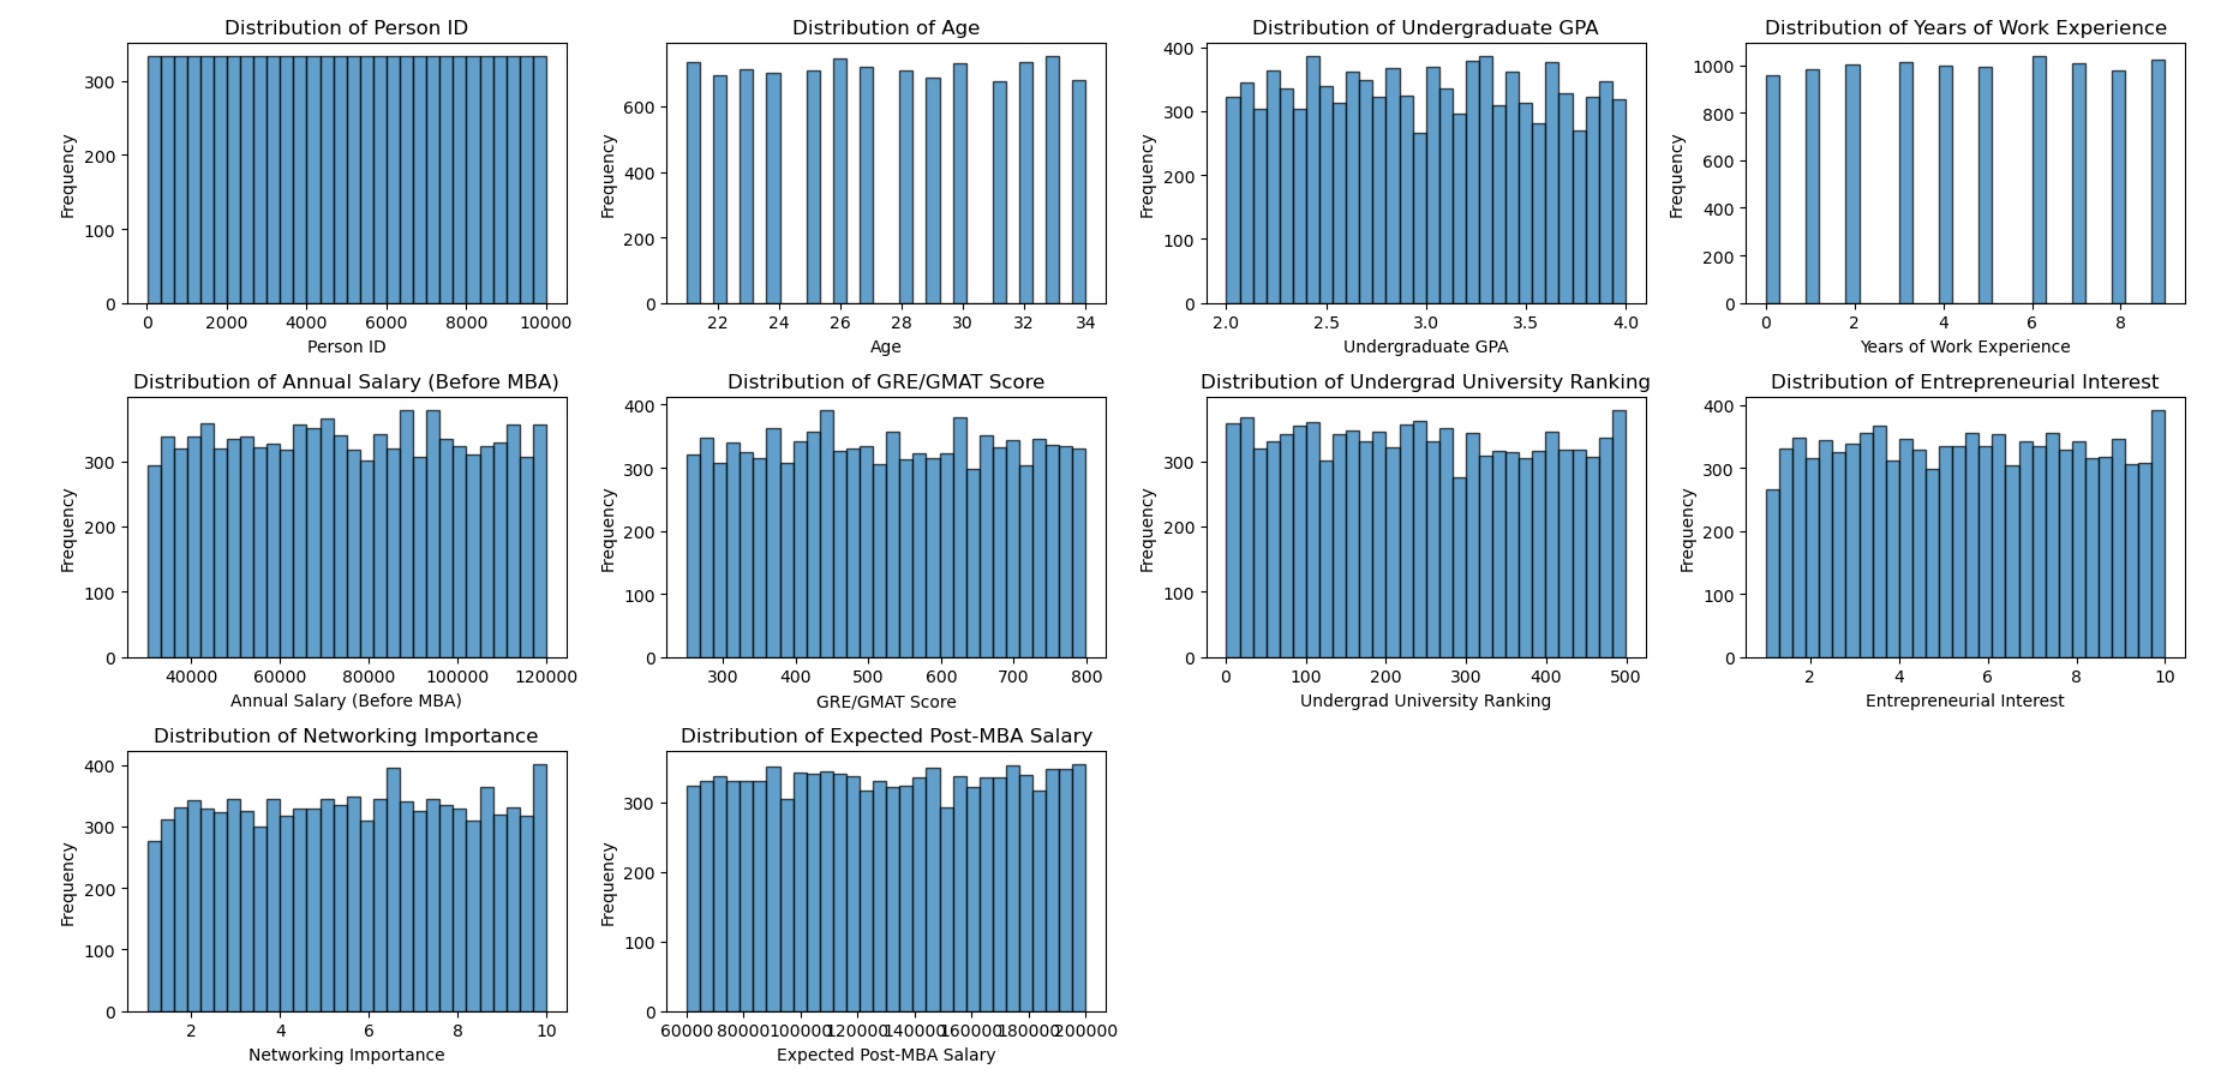 Distribution of Person ID
Frequency
300
200
100
0
0 2000 4000 6000 8000 10000
Person ID
Distribution of Age
Frequency
600
400
200
0
22 24 26 28 30 32 34
Age
Distribution of Undergraduate GPA
Frequency
400
300
200
100
0
2.0 2.5 3.0 3.5 4.0
Undergraduate GPA
Distribution of Years of Work Experience
Frequency
1000
800
600
400
200
0
0 2 4 6 8
Years of Work Experience
Distribution of Annual Salary (Before MBA)
Frequency
300
200
100
0
40000 60000 80000 100000 120000
Annual Salary (Before MBA)
Distribution of GRE/GMAT Score
Frequency
400
300
200
100
0
300 400 500 600 700 800
GRE/GMAT Score
Distribution of Undergrad University Ranking
Frequency
300
200
100
0
0 100 200 300 400 500
Undergrad University Ranking
Distribution of Entrepreneurial Interest
Frequency
400
300
200
100
0
2 4 6 8 10
Entrepreneurial Interest
Distribution of Networking Importance
Frequency
400
300
200
100
0
2 4 6 8 10
Networking Importance
Distribution of Expected Post-MBA Salary
Frequency
300
200
100
0
60000 80000 100000 120000 140000 160000 180000 200000
Expected Post-MBA Salary